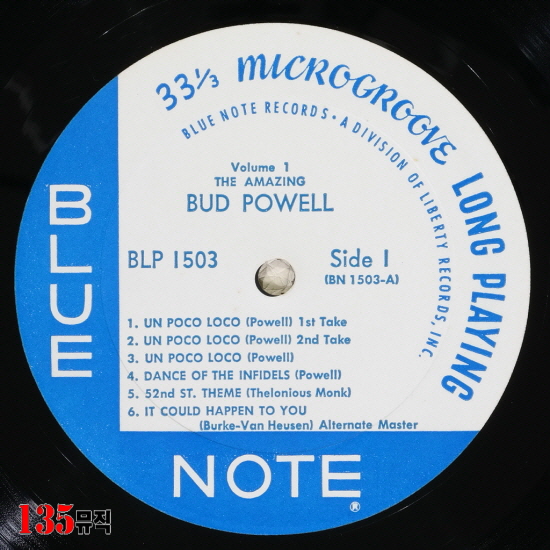 33⅓ MICROGROOVE LONG PLAYING
BLUE NOTE RECORDS • A DIVISION OF LIBERTY RECORDS, INC.
Volume 1
THE AMAZING
BUD POWELL
BLP 1503
Side 1
(BN 1503-A)
1. UN POCO LOCO (Powell) 1st Take
2. UN POCO LOCO (Powell) 2nd Take
3. UN POCO LOCO (Powell)
4. DANCE OF THE INFIDELS (Powell)
5. 52nd ST. THEME (Thelonious Monk)
6. IT COULD HAPPEN TO YOU
(Burke-Van Heusen) Alternate Master
BLUE
NOTE®
135뮤직